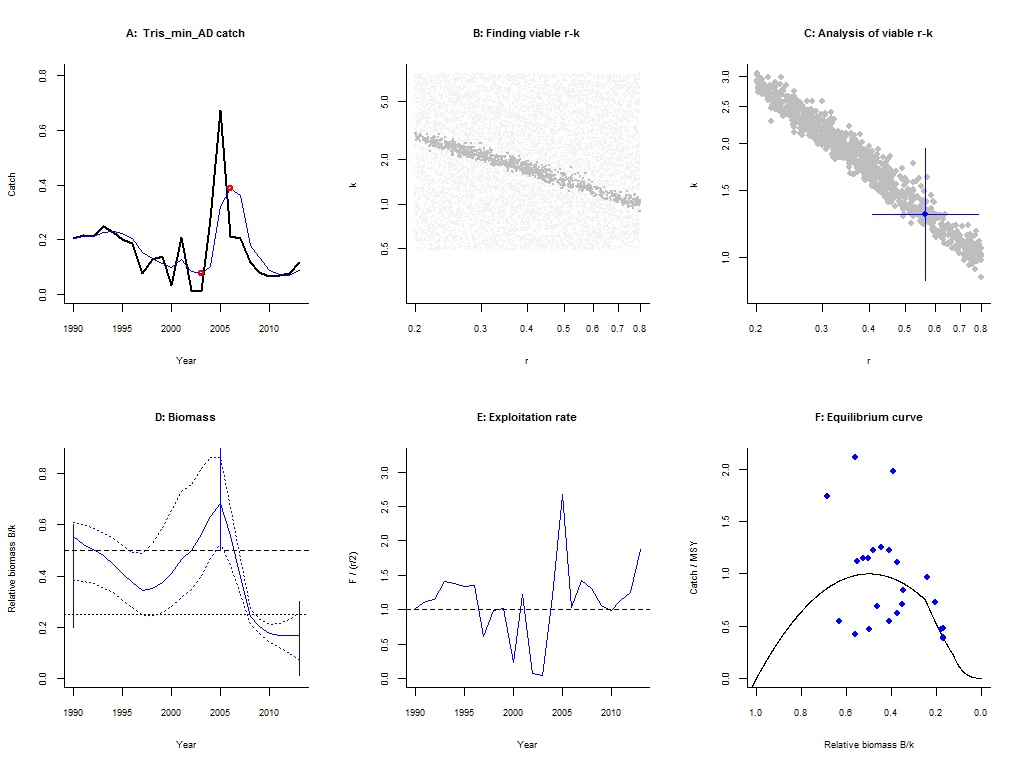 A: Tris_min_AD catch
Catch
0.0 0.2 0.4 0.6 0.8
1990 1995 2000 2005 2010
Year
B: Finding viable r-k
k
0.5 1.0 2.0 5.0
0.2 0.3 0.4 0.5 0.6 0.7 0.8
r
C: Analysis of viable r-k
k
1.0 1.5 2.0 2.5 3.0
0.2 0.3 0.4 0.5 0.6 0.7 0.8
r
D: Biomass
Relative biomass B/k
0.0 0.2 0.4 0.6 0.8
1990 1995 2000 2005 2010
Year
E: Exploitation rate
F / (r/2)
0.0 0.5 1.0 1.5 2.0 2.5 3.0
1990 1995 2000 2005 2010
Year
F: Equilibrium curve
Catch / MSY
0.0 0.5 1.0 1.5 2.0
1.0 0.8 0.6 0.4 0.2 0.0
Relative biomass B/k